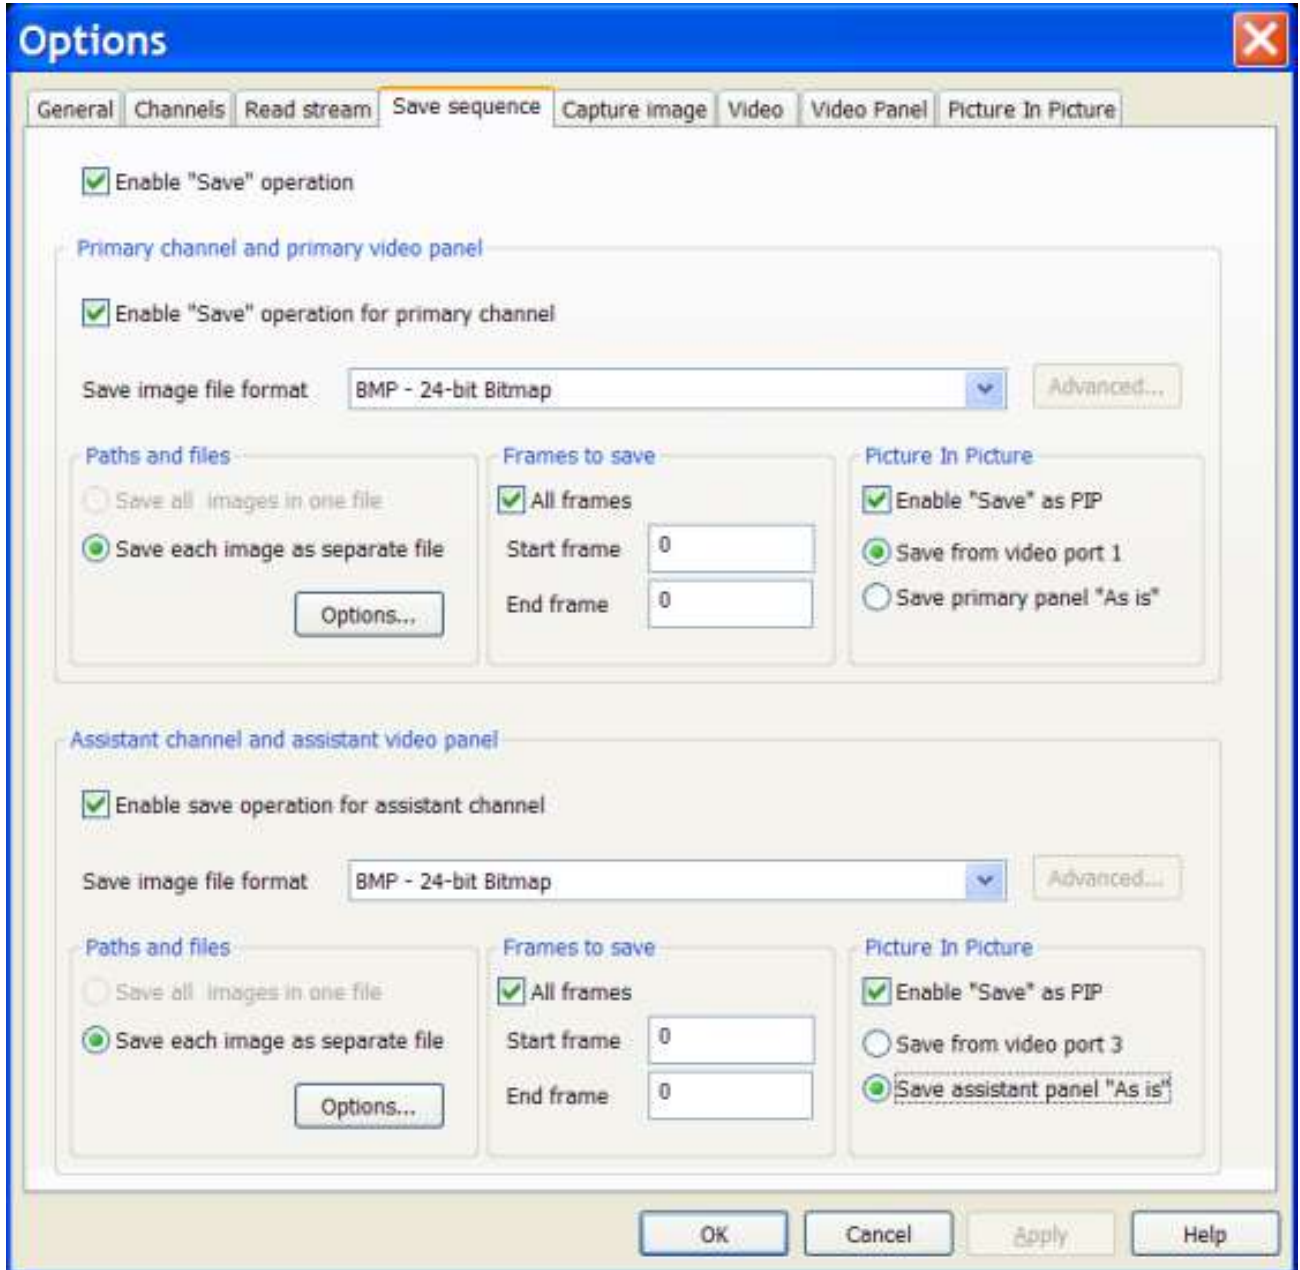 Options
General Channels Read stream Save sequence Capture image Video Video Panel Picture In Picture
Enable "Save" operation
Primary channel and primary video panel
Enable "Save" operation for primary channel
Save image file format BMP - 24-bit Bitmap Advanced...
Paths and files Frames to save Picture In Picture
Save all images in one file All frames Enable "Save" as PIP
Save each image as separate file Start frame 0 Save from video port 1
Options... End frame 0 Save primary panel "As is"
Assistant channel and assistant video panel
Enable save operation for assistant channel
Save image file format BMP - 24-bit Bitmap Advanced...
Paths and files Frames to save Picture In Picture
Save all images in one file All frames Enable "Save" as PIP
Save each image as separate file Start frame 0 Save from video port 3
Options... End frame 0 Save assistant panel "As is"
OK Cancel Apply Help